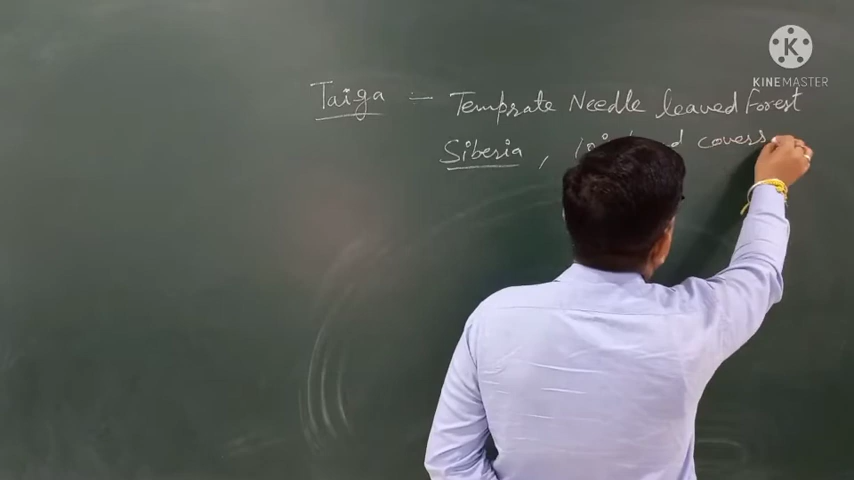 KINEMASTER
Taiga – Temprate Needle leaved Forest
Siberia, covers